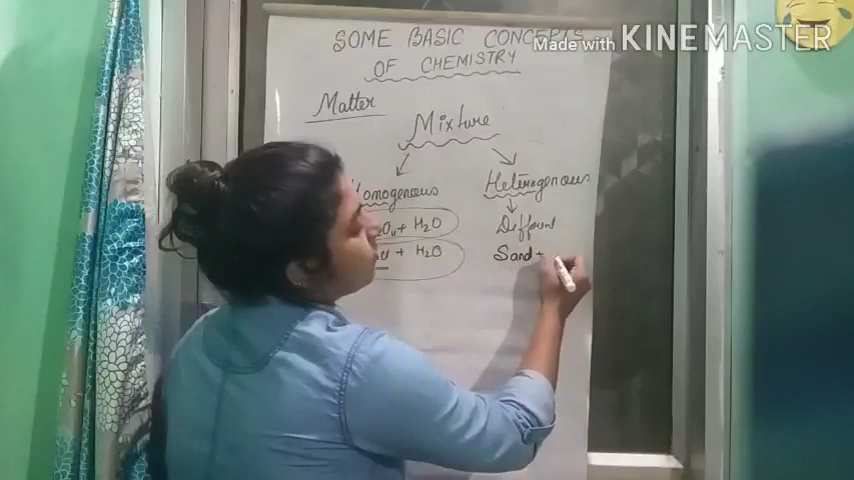 SOME BASIC CONCEPTS
OF CHEMISTRY
Made with KINEMASTER
Matter
Mixture
Homogenous
Heterogenous
+ H2O
Different
+ H2O
Sand +